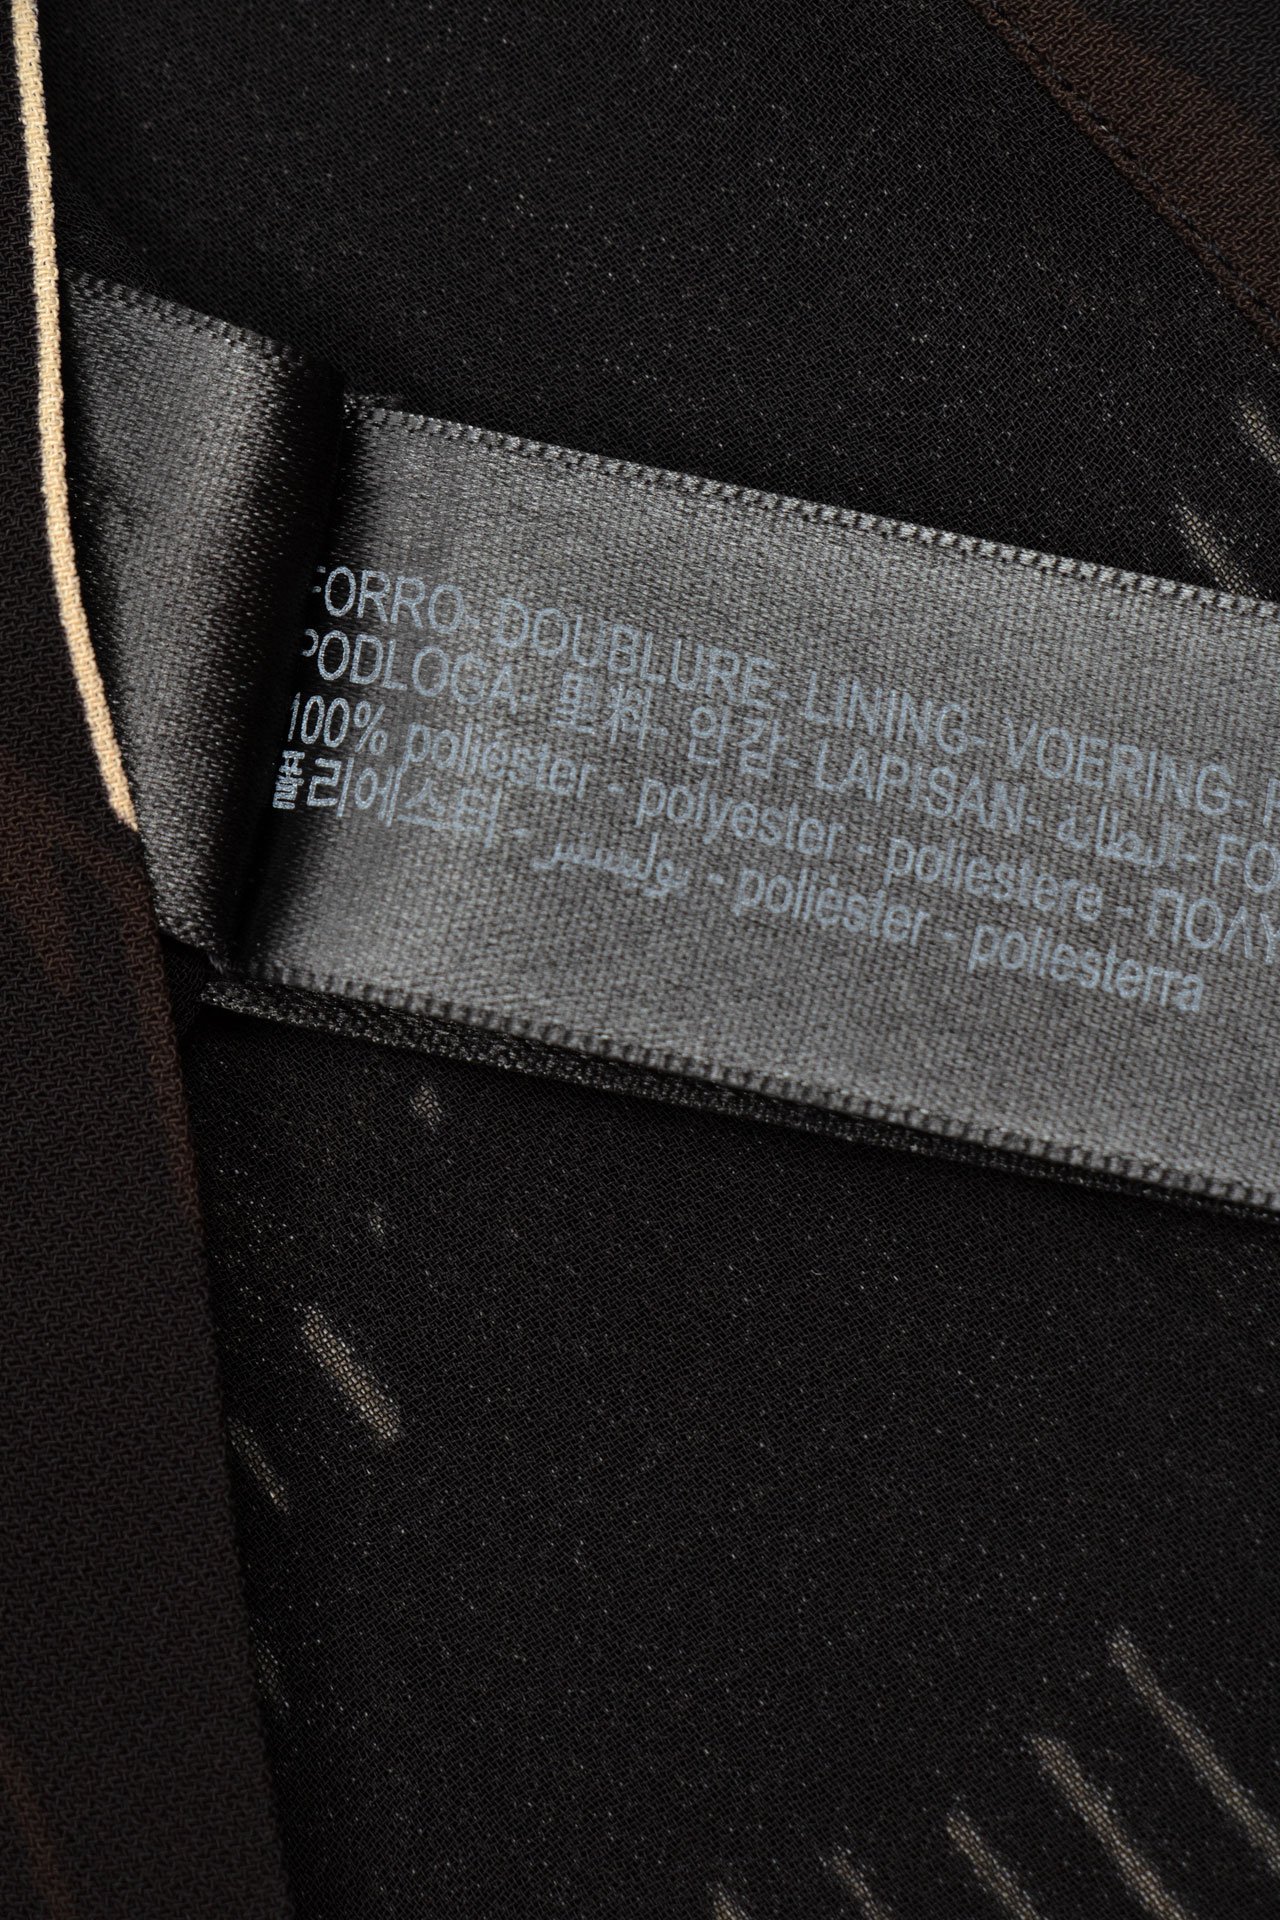 FORRO- DOUBLURE- LINING- VOERING-
PODLOGA- 里料- 안감- LAPISAN- البطانة- FO
100% poliéster - polyester - poliestere - ΠΟΛΥ
폴리에스터 - بوليستر - poliéster - poliesterra